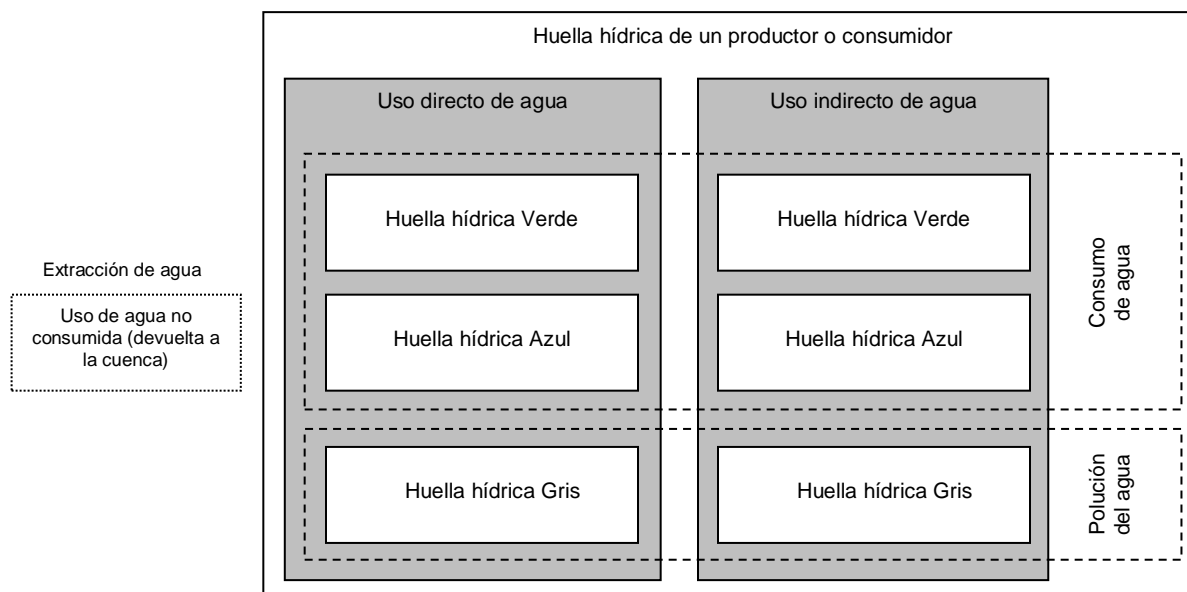 Huella hídrica de un productor o consumidor
Uso directo de agua
Uso indirecto de agua
Huella hídrica Verde
Huella hídrica Verde
Consumo
de agua
Extracción de agua
Uso de agua no
consumida (devuelta a
la cuenca)
Huella hídrica Azul
Huella hídrica Azul
Huella hídrica Gris
Huella hídrica Gris
Polución
del agua